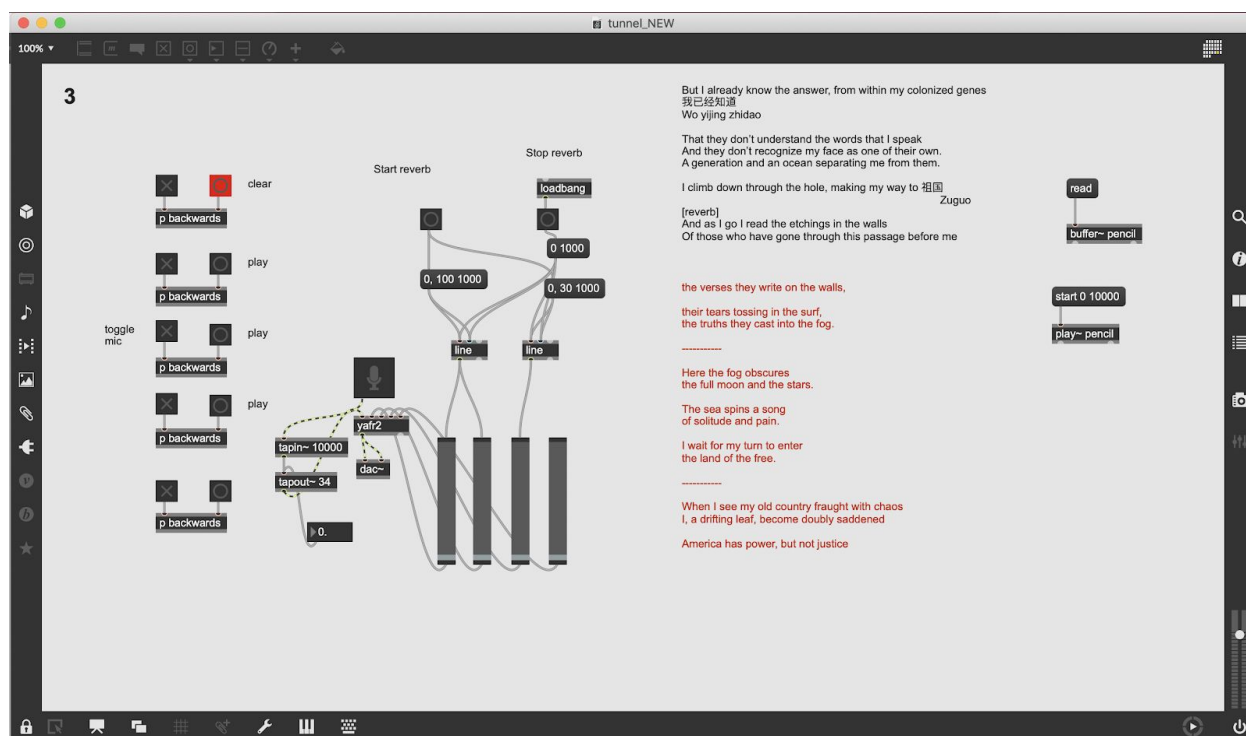 tunnel_NEW
100%
3
clear
p backwards
play
p backwards
toggle
mic
play
p backwards
play
p backwards
p backwards
Start reverb
Stop reverb
loadbang
0 1000
0, 100 1000
0, 30 1000
line
line
yafr2
tapin~ 10000
dac~
tapout~ 34
0.
But I already know the answer, from within my colonized genes
我已经知道
Wo yijing zhidao
That they don't understand the words that I speak
And they don't recognize my face as one of their own.
A generation and an ocean separating me from them.
I climb down through the hole, making my way to 祖国
Zuguo
[reverb]
And as I go I read the etchings in the walls
Of those who have gone through this passage before me
the verses they write on the walls,
their tears tossing in the surf,
the truths they cast into the fog.
-----------
Here the fog obscures
the full moon and the stars.
The sea spins a song
of solitude and pain.
I wait for my turn to enter
the land of the free.
-----------
When I see my old country fraught with chaos
I, a drifting leaf, become doubly saddened
America has power, but not justice
read
buffer~ pencil
start 0 10000
play~ pencil